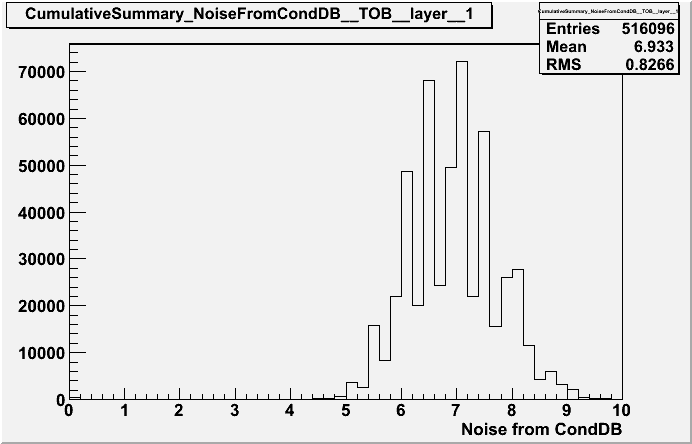 CumulativeSummary_NoiseFromCondDB__TOB__layer__1
CumulativeSummary_NoiseFromCondDB__TOB__layer__1
Entries 516096
Mean 6.933
RMS 0.8266
70000
60000
50000
40000
30000
20000
10000
0
0 1 2 3 4 5 6 7 8 9 10
Noise from CondDB